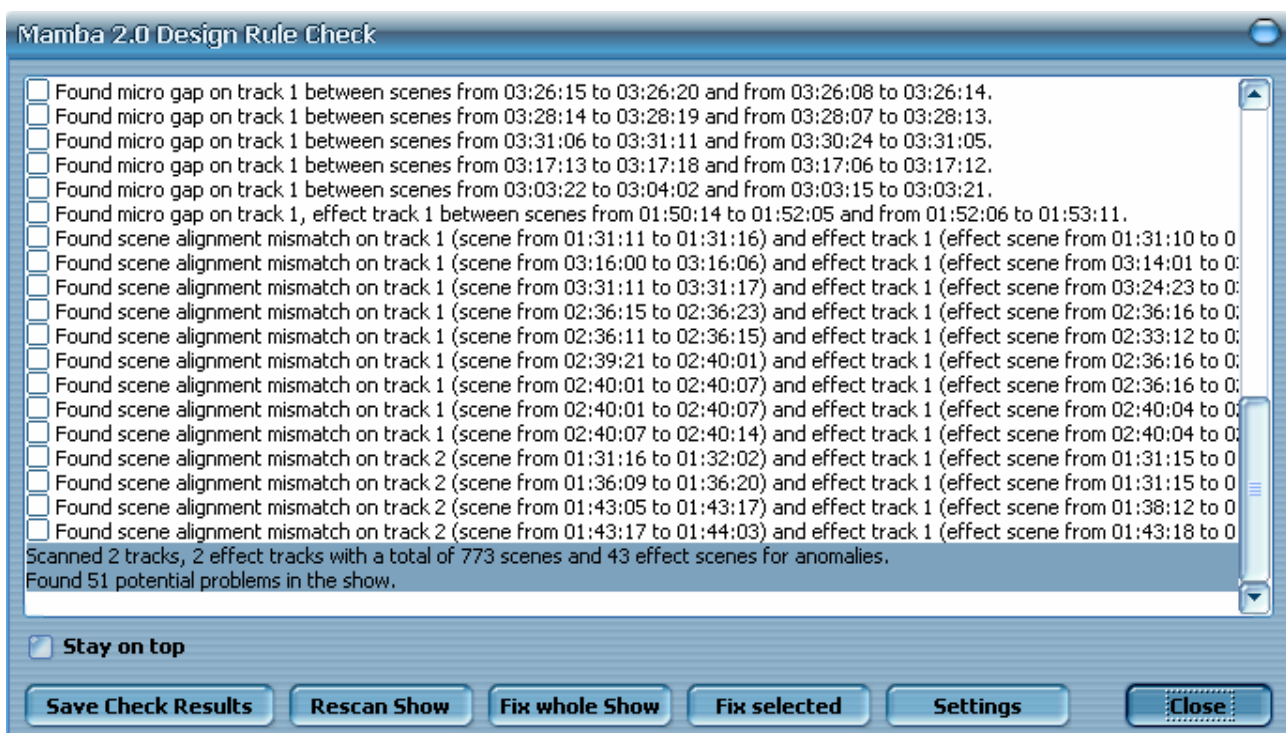 Mamba 2.0 Design Rule Check
Found micro gap on track 1 between scenes from 03:26:15 to 03:26:20 and from 03:26:08 to 03:26:14.
Found micro gap on track 1 between scenes from 03:28:14 to 03:28:19 and from 03:28:07 to 03:28:13.
Found micro gap on track 1 between scenes from 03:31:06 to 03:31:11 and from 03:30:24 to 03:31:05.
Found micro gap on track 1 between scenes from 03:17:13 to 03:17:18 and from 03:17:06 to 03:17:12.
Found micro gap on track 1 between scenes from 03:03:22 to 03:04:02 and from 03:03:15 to 03:03:21.
Found micro gap on track 1, effect track 1 between scenes from 01:50:14 to 01:52:05 and from 01:52:06 to 01:53:11.
Found scene alignment mismatch on track 1 (scene from 01:31:11 to 01:31:16) and effect track 1 (effect scene from 01:31:10 to 0
Found scene alignment mismatch on track 1 (scene from 03:16:00 to 03:16:06) and effect track 1 (effect scene from 03:14:01 to 0
Found scene alignment mismatch on track 1 (scene from 03:31:11 to 03:31:17) and effect track 1 (effect scene from 03:24:23 to 0
Found scene alignment mismatch on track 1 (scene from 02:36:15 to 02:36:23) and effect track 1 (effect scene from 02:36:16 to 0
Found scene alignment mismatch on track 1 (scene from 02:36:11 to 02:36:15) and effect track 1 (effect scene from 02:33:12 to 0
Found scene alignment mismatch on track 1 (scene from 02:39:21 to 02:40:01) and effect track 1 (effect scene from 02:36:16 to 0
Found scene alignment mismatch on track 1 (scene from 02:40:01 to 02:40:07) and effect track 1 (effect scene from 02:36:16 to 0
Found scene alignment mismatch on track 1 (scene from 02:40:01 to 02:40:07) and effect track 1 (effect scene from 02:40:04 to 0
Found scene alignment mismatch on track 1 (scene from 02:40:07 to 02:40:14) and effect track 1 (effect scene from 02:40:04 to 0
Found scene alignment mismatch on track 2 (scene from 01:31:16 to 01:32:02) and effect track 1 (effect scene from 01:31:15 to 0
Found scene alignment mismatch on track 2 (scene from 01:36:09 to 01:36:20) and effect track 1 (effect scene from 01:31:15 to 0
Found scene alignment mismatch on track 2 (scene from 01:43:05 to 01:43:17) and effect track 1 (effect scene from 01:38:12 to 0
Found scene alignment mismatch on track 2 (scene from 01:43:17 to 01:44:03) and effect track 1 (effect scene from 01:43:18 to 0
Scanned 2 tracks, 2 effect tracks with a total of 773 scenes and 43 effect scenes for anomalies.
Found 51 potential problems in the show.
Stay on top
Save Check Results Rescan Show Fix whole Show Fix selected Settings Close